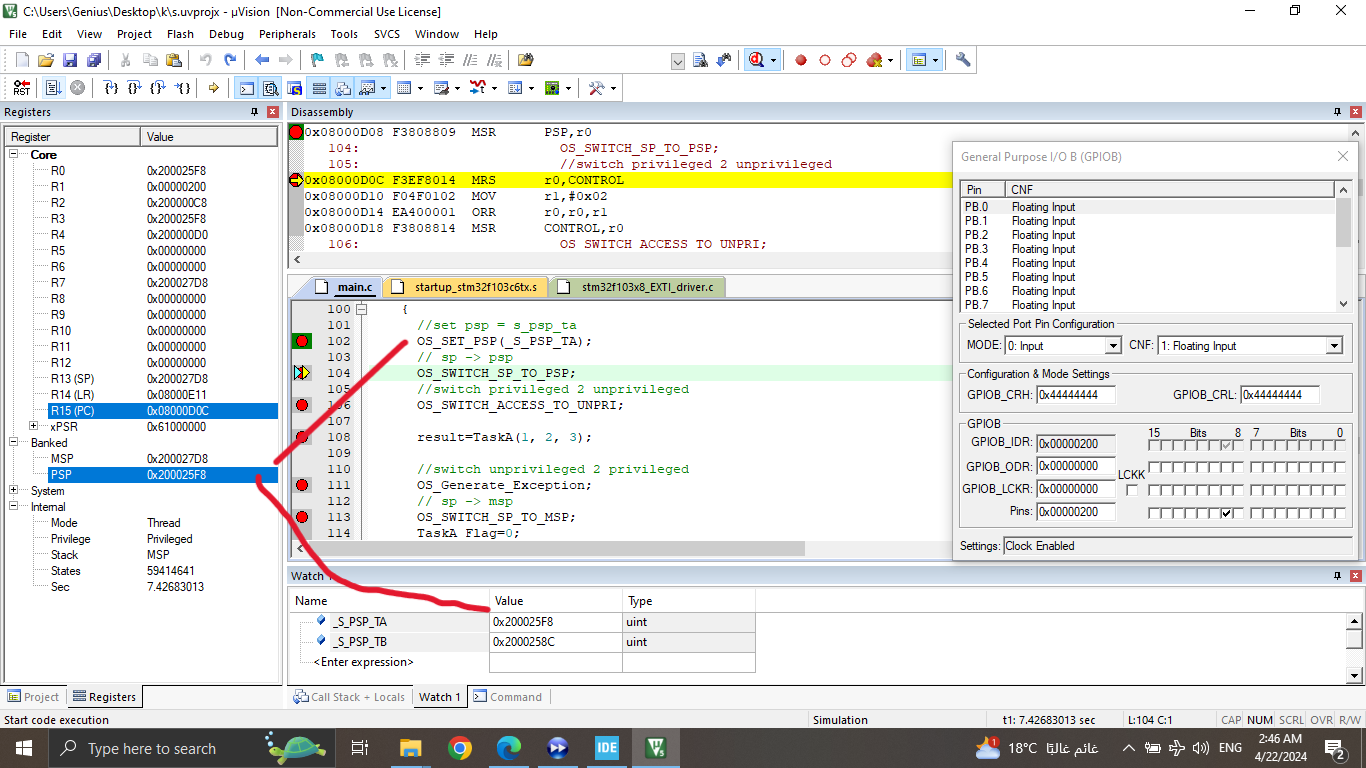 C:\Users\Genius\Desktop\k\s.uvprojx - µVision [Non-Commercial Use License]
File Edit View Project Flash Debug Peripherals Tools SVCS Window Help
RST
Registers
Register Value
Core
R0 0x200025F8
R1 0x00000200
R2 0x200000C8
R3 0x200025F8
R4 0x200000D0
R5 0x00000000
R6 0x00000000
R7 0x200027D8
R8 0x00000000
R9 0x00000000
R10 0x00000000
R11 0x00000000
R12 0x00000000
R13 (SP) 0x200027D8
R14 (LR) 0x08000E11
R15 (PC) 0x08000D0C
xPSR 0x61000000
Banked
MSP 0x200027D8
PSP 0x200025F8
System
Internal
Mode Thread
Privilege Privileged
Stack MSP
States 59414641
Sec 7.42683013
Project Registers
Disassembly
0x08000D08 F3808809 MSR PSP,r0
104: OS_SWITCH_SP_TO_PSP;
105: //switch privileged 2 unprivileged
0x08000D0C F3EF8014 MRS r0,CONTROL
0x08000D10 F04F0102 MOV r1,#0x02
0x08000D14 EA400001 ORR r0,r0,r1
0x08000D18 F3808814 MSR CONTROL,r0
106: OS_SWITCH_ACCESS_TO_UNPRI;
main.c startup_stm32f103c6tx.s stm32f103x8_EXTI_driver.c
100 {
101 //set psp = s_psp_ta
102 OS_SET_PSP(_S_PSP_TA);
103 // sp -> psp
104 OS_SWITCH_SP_TO_PSP;
105 //switch privileged 2 unprivileged
106 OS_SWITCH_ACCESS_TO_UNPRI;
107
108 result=TaskA(1, 2, 3);
109
110 //switch unprivileged 2 privileged
111 OS_Generate_Exception;
112 // sp -> msp
113 OS_SWITCH_SP_TO_MSP;
114 TaskA_Flag=0;
General Purpose I/O B (GPIOB)
Pin CNF
PB.0 Floating Input
PB.1 Floating Input
PB.2 Floating Input
PB.3 Floating Input
PB.4 Floating Input
PB.5 Floating Input
PB.6 Floating Input
PB.7 Floating Input
Selected Port Pin Configuration
MODE: 0: Input CNF: 1: Floating Input
Configuration & Mode Settings
GPIOB_CRH: 0x44444444 GPIOB_CRL: 0x44444444
GPIOB
15 Bits 8 7 Bits 0
GPIOB_IDR: 0x00000200
GPIOB_ODR: 0x00000000
LCKK
GPIOB_LCKR: 0x00000000
Pins: 0x00000200
Settings: Clock Enabled
Watch 1
Name Value Type
_S_PSP_TA 0x200025F8 uint
_S_PSP_TB 0x2000258C uint
<Enter expression>
Call Stack + Locals Watch 1 Command
Start code execution Simulation t1: 7.42683013 sec L:104 C:1 CAP NUM SCRL OVR R/W
Type here to search
IDE
1 18°C غائم غالبًا ENG
2:46 AM
4/22/2024
2